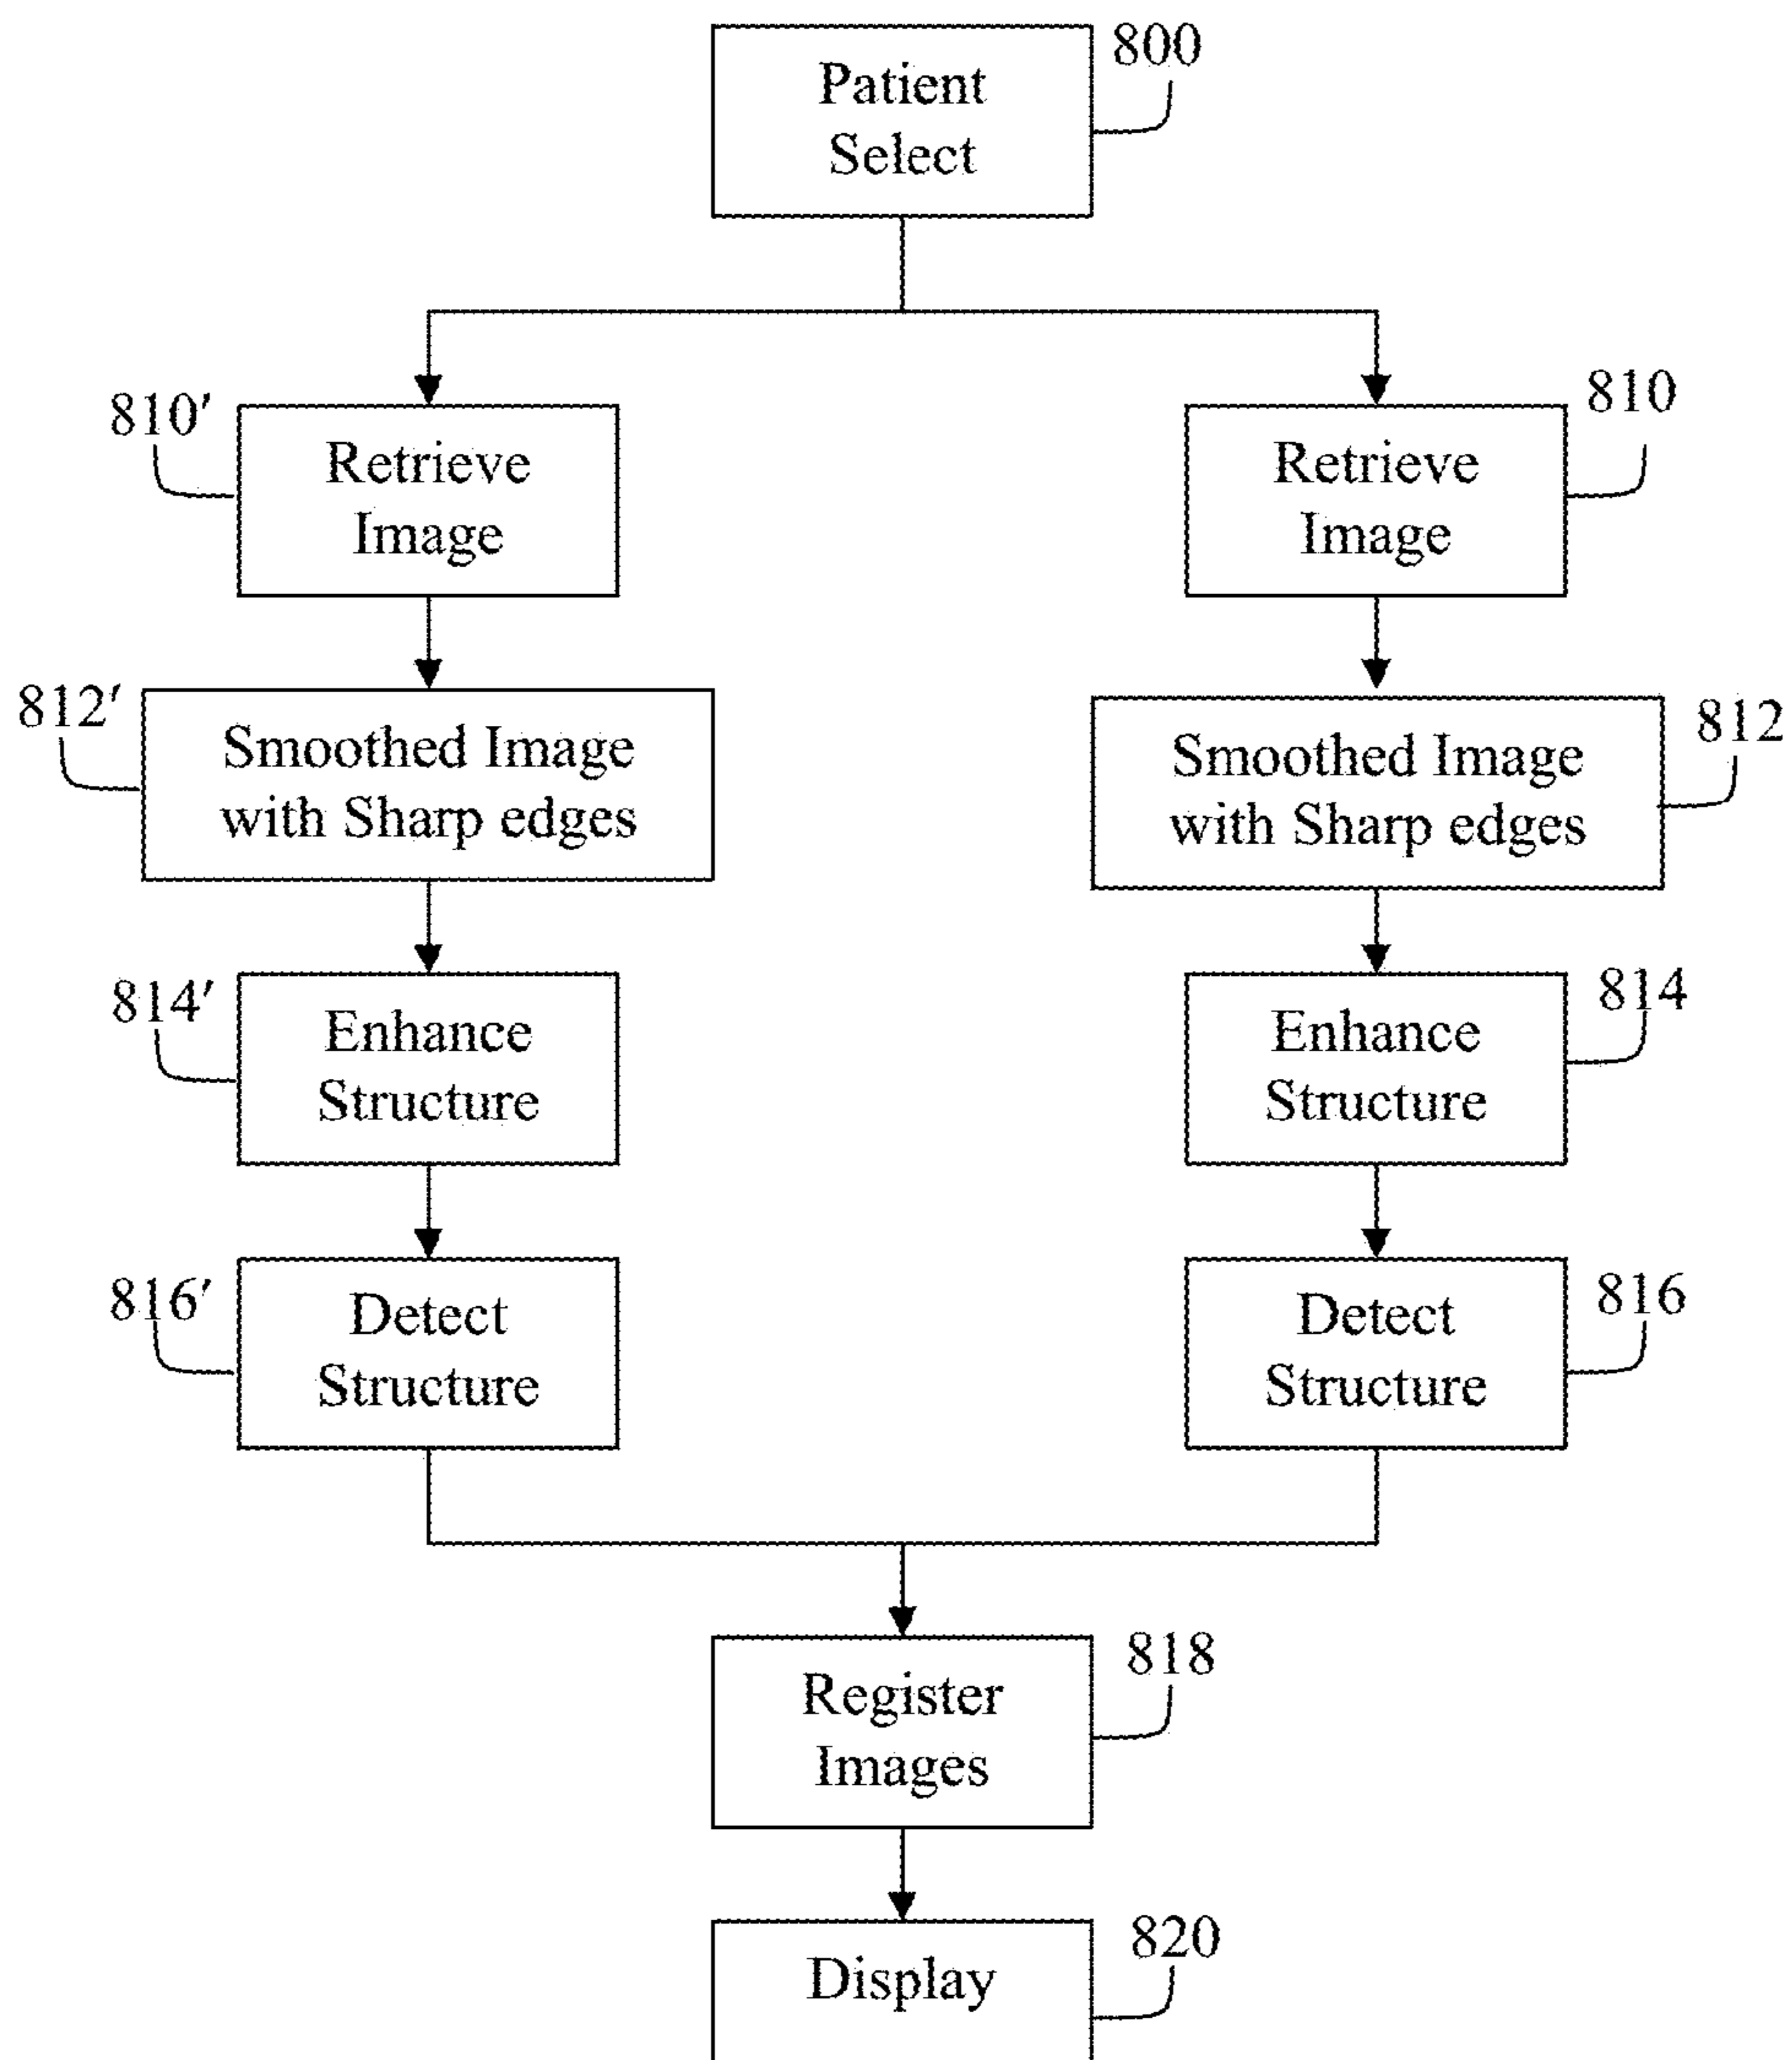 Patient
Select
800
810'
Retrieve
Image
Retrieve
Image
810
812'
Smoothed Image
with Sharp edges
Smoothed Image
with Sharp edges
812
814'
Enhance
Structure
Enhance
Structure
814
816'
Detect
Structure
Detect
Structure
816
Register
Images
818
Display
820